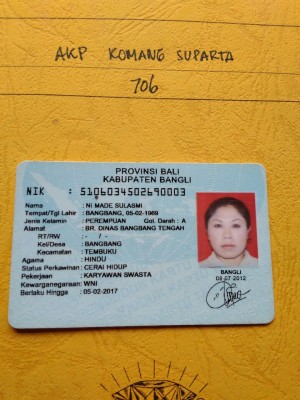 AKP KOMANG SUPARTA
706
PROVINSI BALI
KABUPATEN BANGLI
NIK : 5106034502690003
Nama : NI MADE SULASMI
Tempat/Tgl Lahir : BANGBANG, 05-02-1969
Jenis Kelamin : PEREMPUAN Gol. Darah : A
Alamat : BR. DINAS BANGBANG TENGAH
RT/RW : - / -
Kel/Desa : BANGBANG
Kecamatan : TEMBUKU
Agama : HINDU
Status Perkawinan : CERAI HIDUP
Pekerjaan : KARYAWAN SWASTA
Kewarganegaraan : WNI
Berlaku Hingga : 05-02-2017
BANGLI
09-07-2012